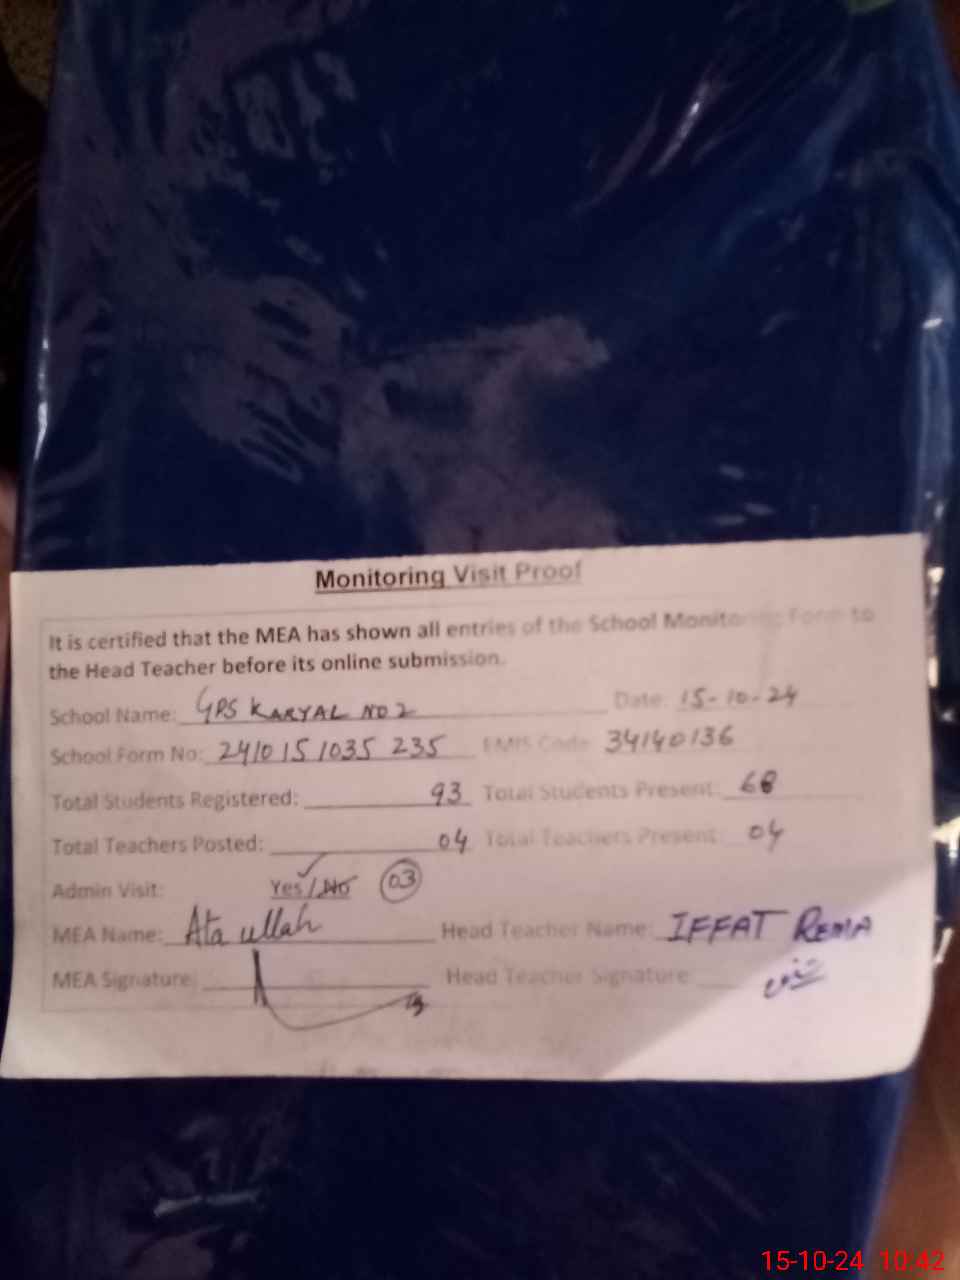 Monitoring Visit Proof
It is certified that the MEA has shown all entries of the School Monitoring Form to
the Head Teacher before its online submission.
School Name: GPS KARYAL NO 2 Date: 15-10-24
School Form No: 241015 1035 235 EMIS Code 34140136
Total Students Registered: 93 Total Students Present: 68
Total Teachers Posted: 04 Total Teachers Present: 04
Admin Visit: Yes / No 03
MEA Name: Ata ullah Head Teacher Name: IFFAT REMA
MEA Signature: Head Teacher Signature
15-10-24 10:42